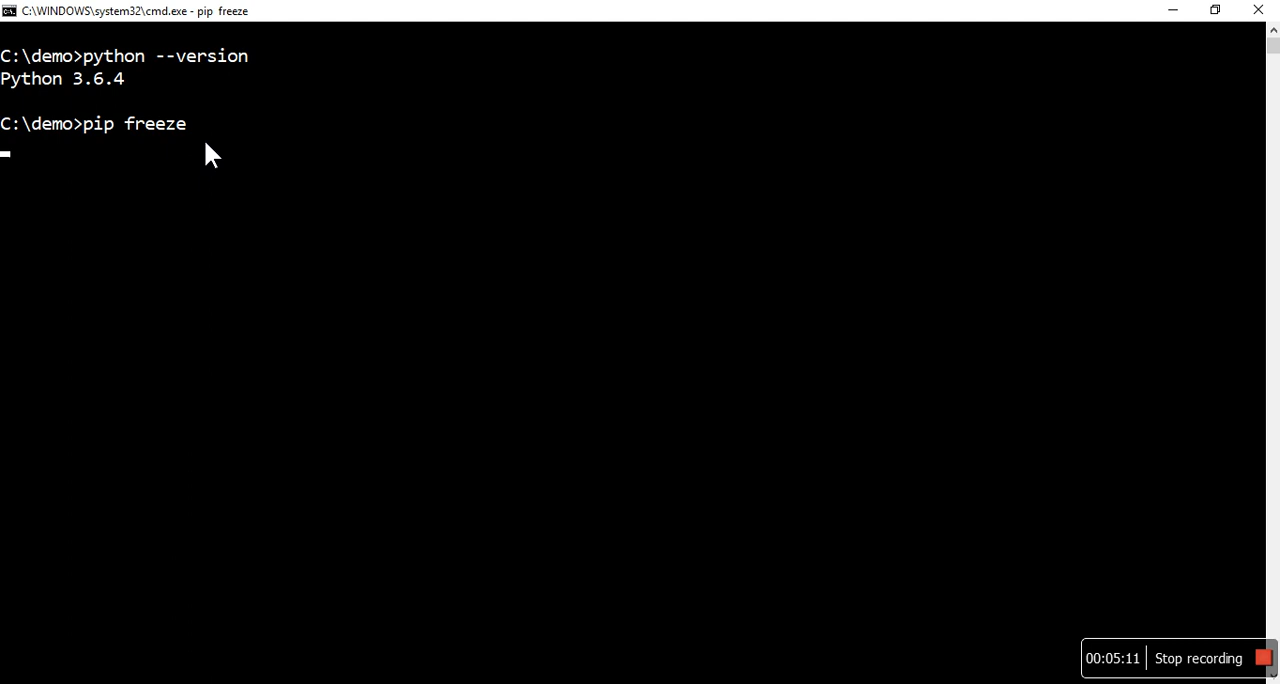 C:\WINDOWS\system32\cmd.exe - pip freeze
C:\demo>python --version
Python 3.6.4
C:\demo>pip freeze
00:05:11 Stop recording